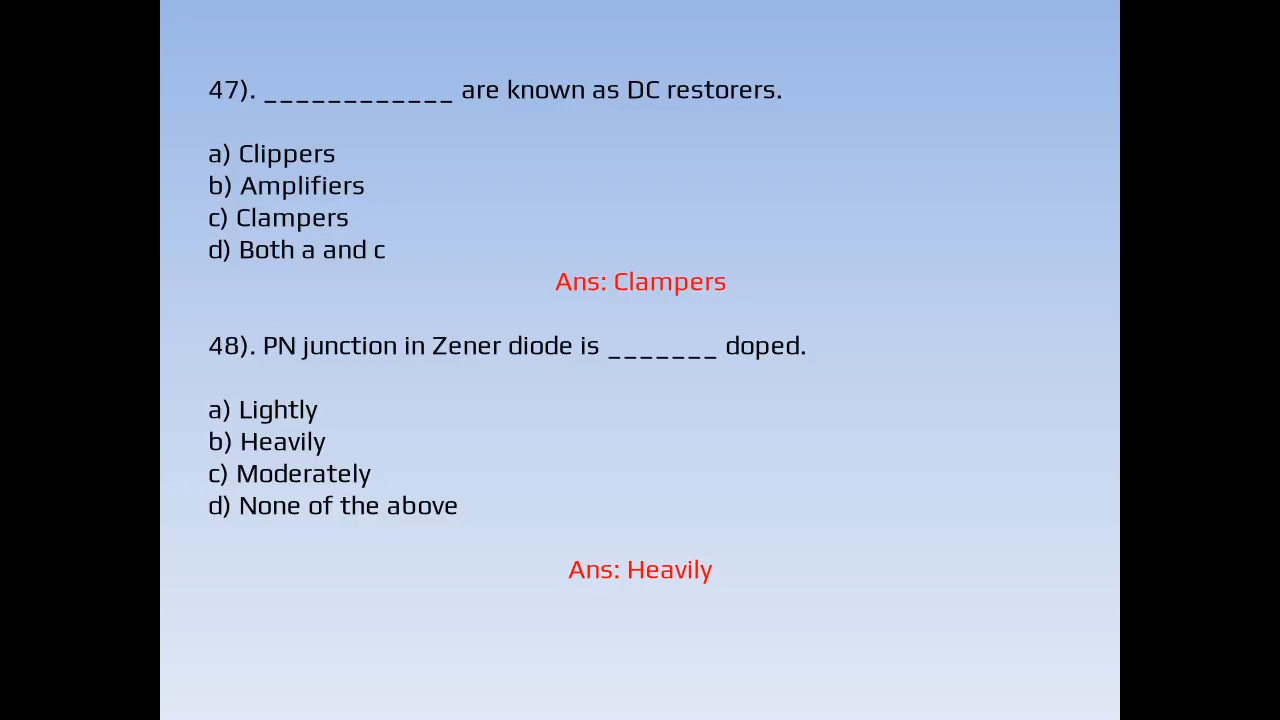 47). ____________ are known as DC restorers.
a) Clippers
b) Amplifiers
c) Clampers
d) Both a and c
Ans: Clampers
48). PN junction in Zener diode is _______ doped.
a) Lightly
b) Heavily
c) Moderately
d) None of the above
Ans: Heavily